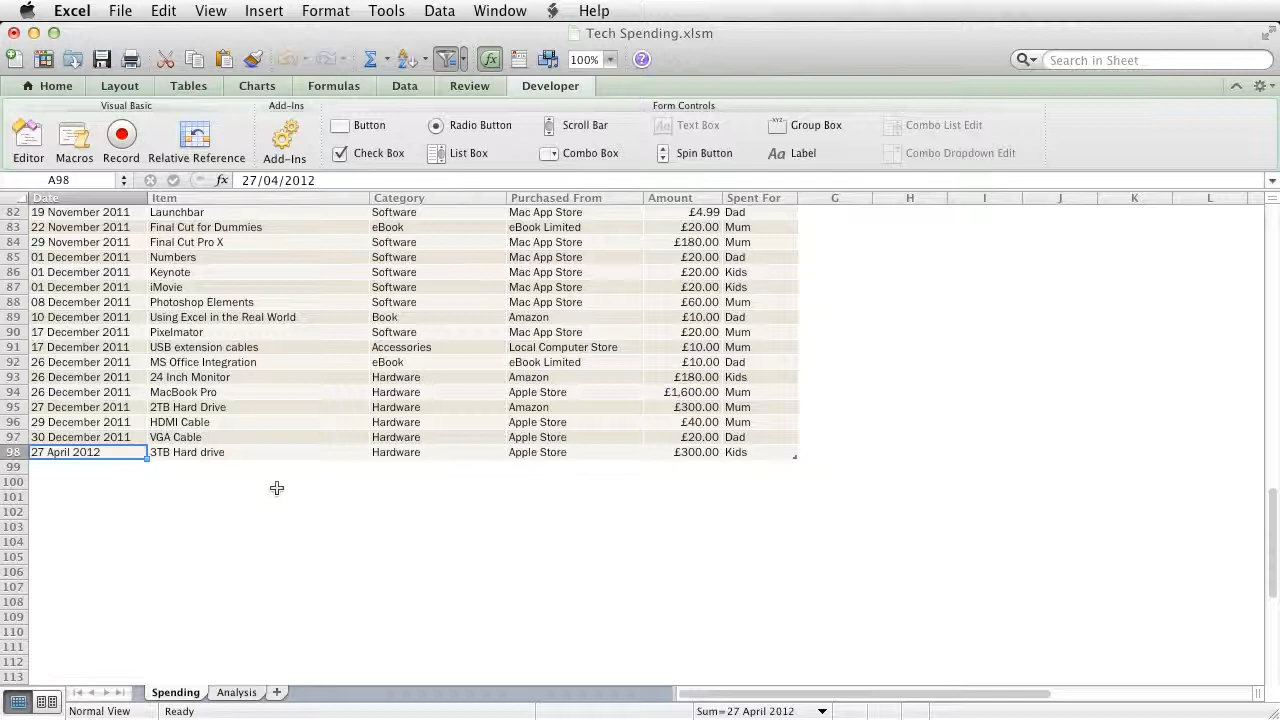 Excel File Edit View Insert Format Tools Data Window Help
Tech Spending.xlsm
100% Search in Sheet
Home Layout Tables Charts Formulas Data Review Developer
Visual Basic Add-Ins Form Controls
Button Radio Button Scroll Bar Text Box Group Box Combo List Edit
Editor Macros Record Relative Reference Add-Ins Check Box List Box Combo Box Spin Button Label Combo Dropdown Edit
A98 fx 27/04/2012
Date Item Category Purchased From Amount Spent For G H I J K L
82 19 November 2011 Launchbar Software Mac App Store £4.99 Dad
83 22 November 2011 Final Cut for Dummies eBook eBook Limited £20.00 Mum
84 29 November 2011 Final Cut Pro X Software Mac App Store £180.00 Mum
85 01 December 2011 Numbers Software Mac App Store £20.00 Dad
86 01 December 2011 Keynote Software Mac App Store £20.00 Kids
87 01 December 2011 iMovie Software Mac App Store £20.00 Kids
88 08 December 2011 Photoshop Elements Software Mac App Store £60.00 Mum
89 10 December 2011 Using Excel in the Real World Book Amazon £10.00 Dad
90 17 December 2011 Pixelmator Software Mac App Store £20.00 Mum
91 17 December 2011 USB extension cables Accessories Local Computer Store £10.00 Mum
92 26 December 2011 MS Office Integration eBook eBook Limited £10.00 Dad
93 26 December 2011 24 Inch Monitor Hardware Amazon £180.00 Kids
94 26 December 2011 MacBook Pro Hardware Apple Store £1,600.00 Mum
95 27 December 2011 2TB Hard Drive Hardware Amazon £300.00 Mum
96 29 December 2011 HDMI Cable Hardware Apple Store £40.00 Mum
97 30 December 2011 VGA Cable Hardware Apple Store £20.00 Dad
98 27 April 2012 3TB Hard drive Hardware Apple Store £300.00 Kids
99
100
101
102
103
104
105
106
107
108
109
110
111
112
113
Spending Analysis
Normal View Ready Sum=27 April 2012